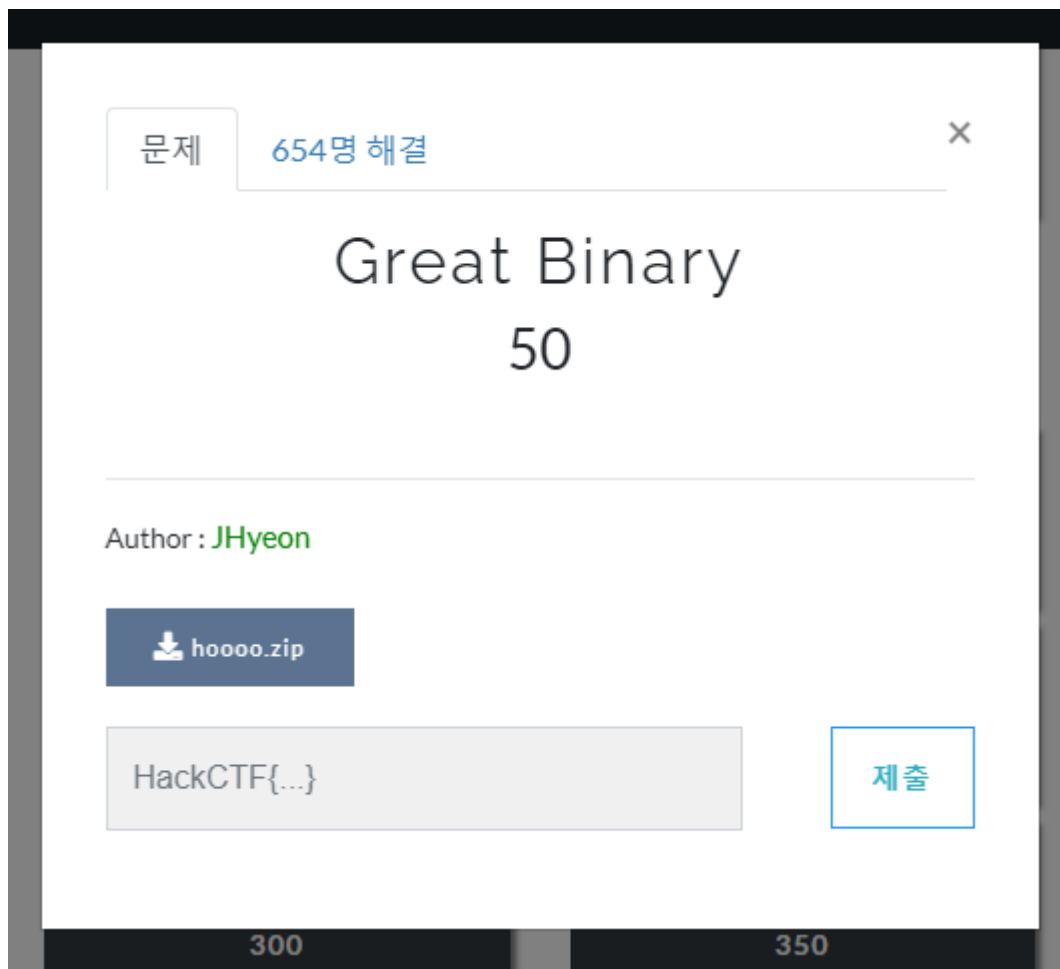 문제
654명 해결
×
Great Binary
50
Author : JHyeon
hoooo.zip
HackCTF{...}
제출
300
350